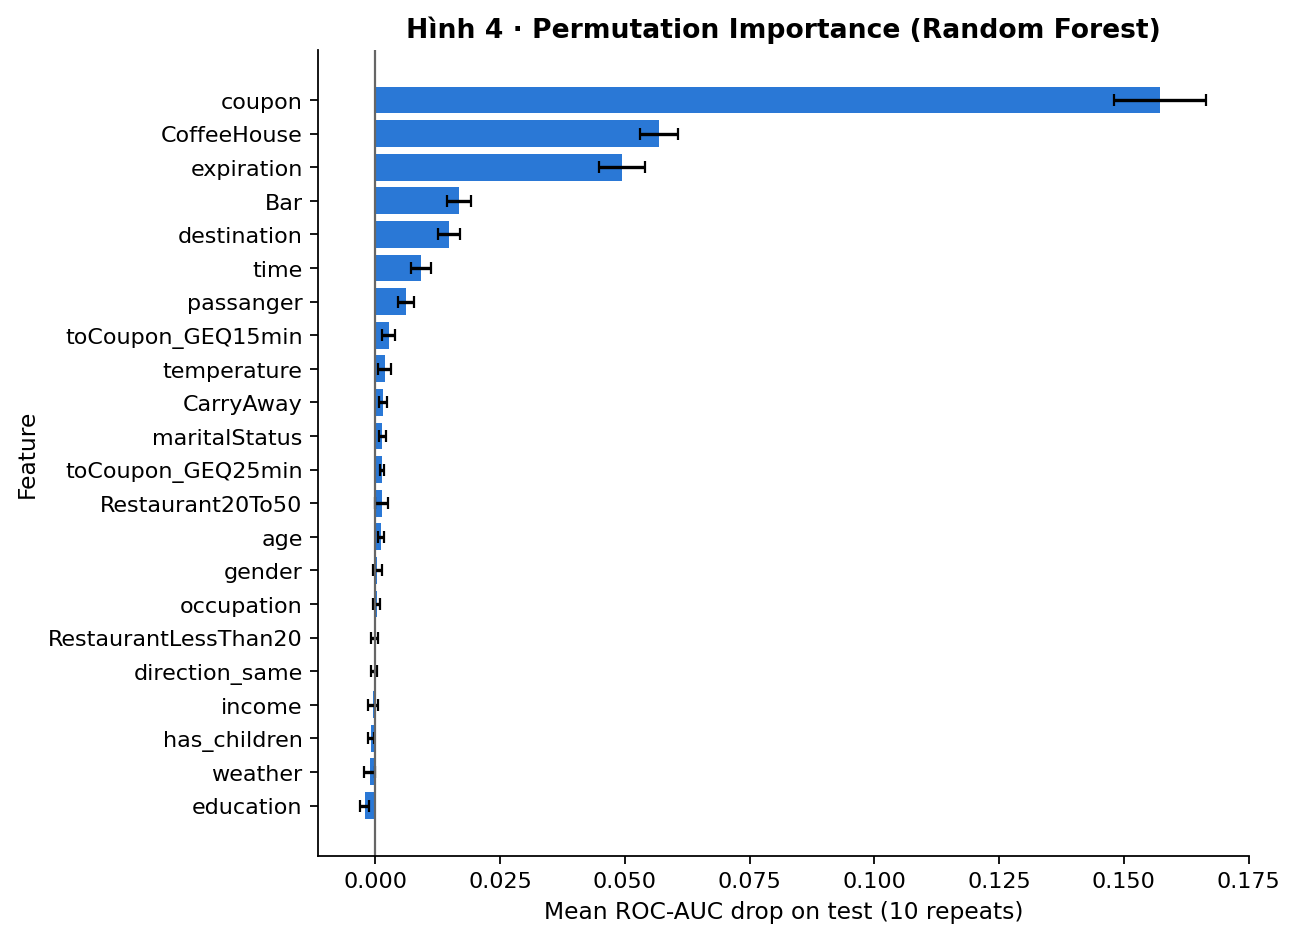 Hình 4 · Permutation Importance (Random Forest)
Feature
coupon
CoffeeHouse
expiration
Bar
destination
time
passanger
toCoupon_GEQ15min
temperature
CarryAway
maritalStatus
toCoupon_GEQ25min
Restaurant20To50
age
gender
occupation
RestaurantLessThan20
direction_same
income
has_children
weather
education
0.000 0.025 0.050 0.075 0.100 0.125 0.150 0.175
Mean ROC-AUC drop on test (10 repeats)